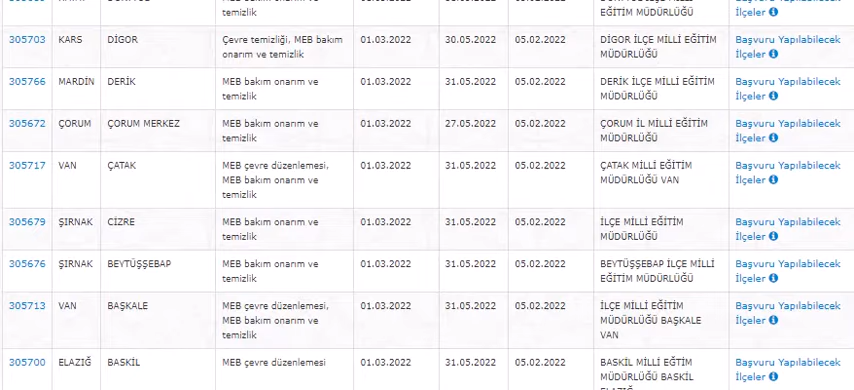 temizlik EĞİTİM MÜDÜRLÜĞÜ İlçeler
305703 KARS DİGOR Çevre temizliği, MEB bakım 01.03.2022 30.05.2022 05.02.2022 DİGOR İLÇE MİLLİ EĞİTİM Başvuru Yapılabilecek
onarım ve temizlik MÜDÜRLÜĞÜ İlçeler
305766 MARDİN DERİK MEB bakım onarım ve 01.03.2022 31.05.2022 05.02.2022 DERİK İLÇE MİLLİ EĞİTİM Başvuru Yapılabilecek
temizlik MÜDÜRLÜĞÜ İlçeler
305672 ÇORUM ÇORUM MERKEZ MEB bakım onarım ve 01.03.2022 27.05.2022 05.02.2022 ÇORUM İL MİLLİ EĞİTİM Başvuru Yapılabilecek
temizlik MÜDÜRLÜĞÜ İlçeler
305717 VAN ÇATAK MEB çevre düzenlemesi, 01.03.2022 31.05.2022 05.02.2022 ÇATAK MİLLİ EĞİTİM Başvuru Yapılabilecek
MEB bakım onarım ve MÜDÜRLÜĞÜ VAN İlçeler
temizlik
305679 ŞIRNAK CİZRE MEB bakım onarım ve 01.03.2022 31.05.2022 05.02.2022 İLÇE MİLLİ EĞİTİM Başvuru Yapılabilecek
temizlik MÜDÜRLÜĞÜ İlçeler
305676 ŞIRNAK BEYTÜŞŞEBAP MEB bakım onarım ve 01.03.2022 31.05.2022 05.02.2022 BEYTÜŞŞEBAP İLÇE MİLLİ Başvuru Yapılabilecek
temizlik EĞİTİM MÜDÜRLÜĞÜ İlçeler
305713 VAN BAŞKALE MEB çevre düzenlemesi, 01.03.2022 31.05.2022 05.02.2022 İLÇE MİLLİ EĞİTİM Başvuru Yapılabilecek
MEB bakım onarım ve MÜDÜRLÜĞÜ BAŞKALE İlçeler
temizlik VAN
305700 ELAZIĞ BASKİL MEB çevre düzenlemesi 01.03.2022 31.05.2022 05.02.2022 BASKİL MİLLİ EĞTİM Başvuru Yapılabilecek
MÜDÜRLÜĞÜ BASKİL İlçeler